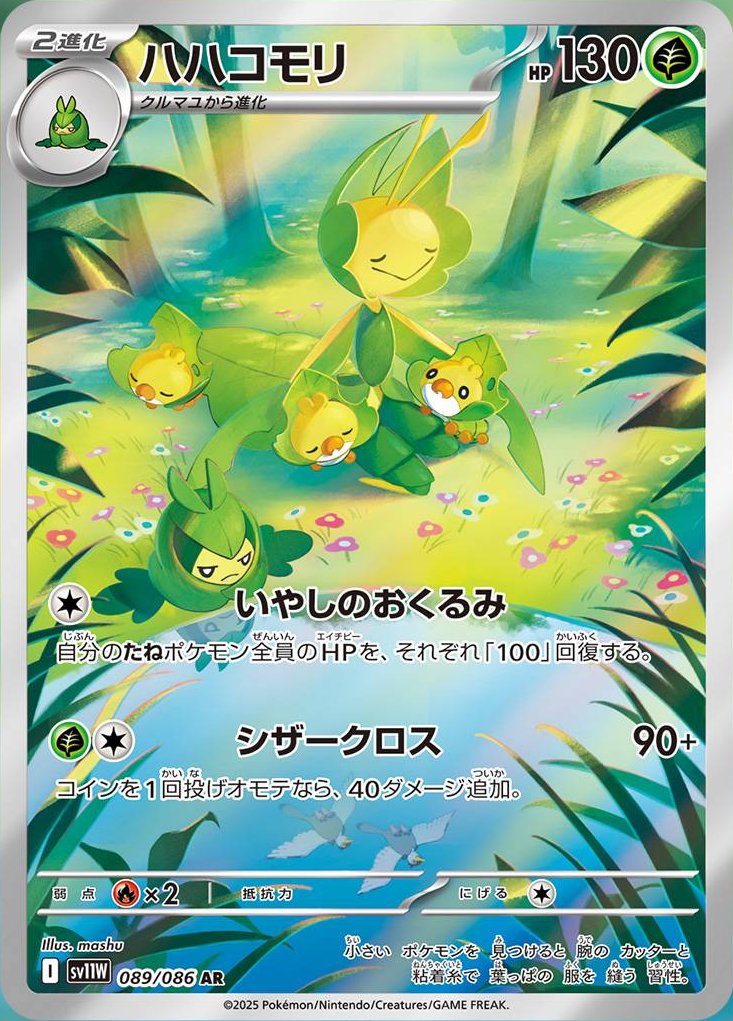 2進化
ハハコモリ
HP 130
クルマユから進化
いやしのおくるみ
自分のたねポケモン全員のHPを、それぞれ「100」回復する。
シザークロス 90+
コインを1回投げオモテなら、40ダメージ追加。
弱点 ×2 抵抗力 にげる
Illus. mashu
小さい ポケモンを 見つけると 腕の カッターと
粘着糸で 葉っぱの 服を 縫う 習性。
I sv11W 089/086 AR
©2025 Pokémon/Nintendo/Creatures/GAME FREAK.